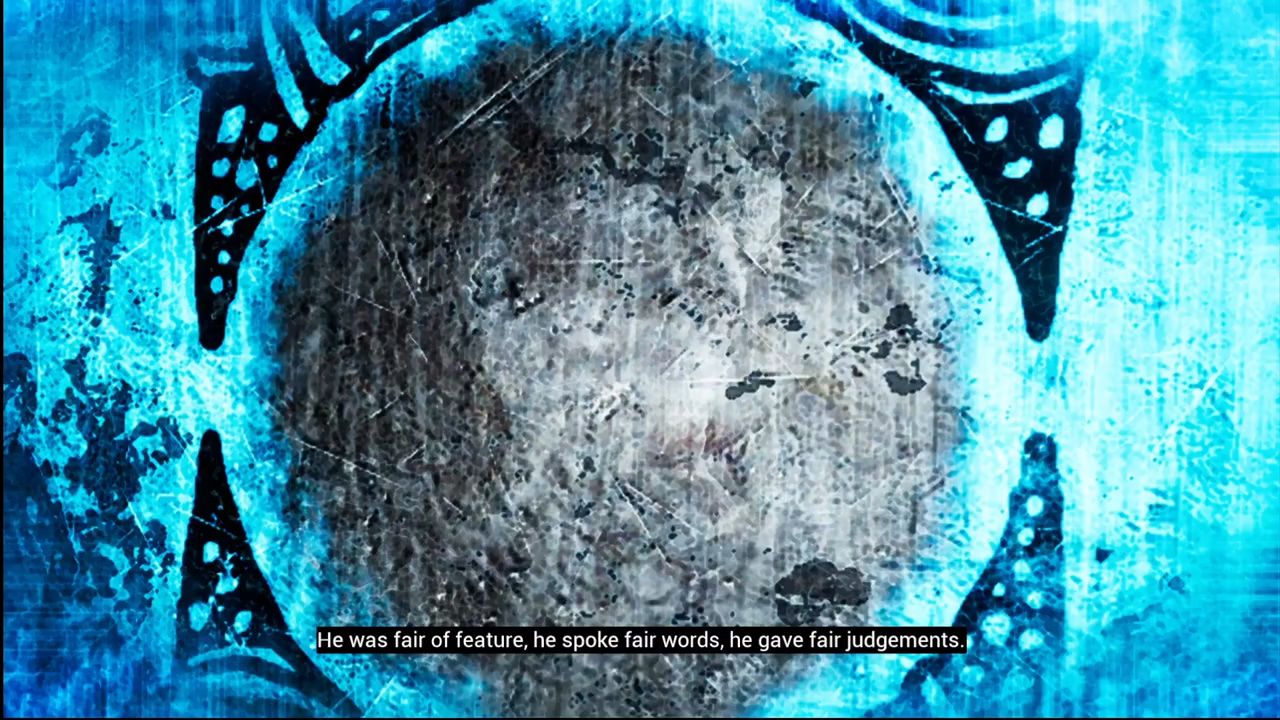 He was fair of feature, he spoke fair words, he gave fair judgements.